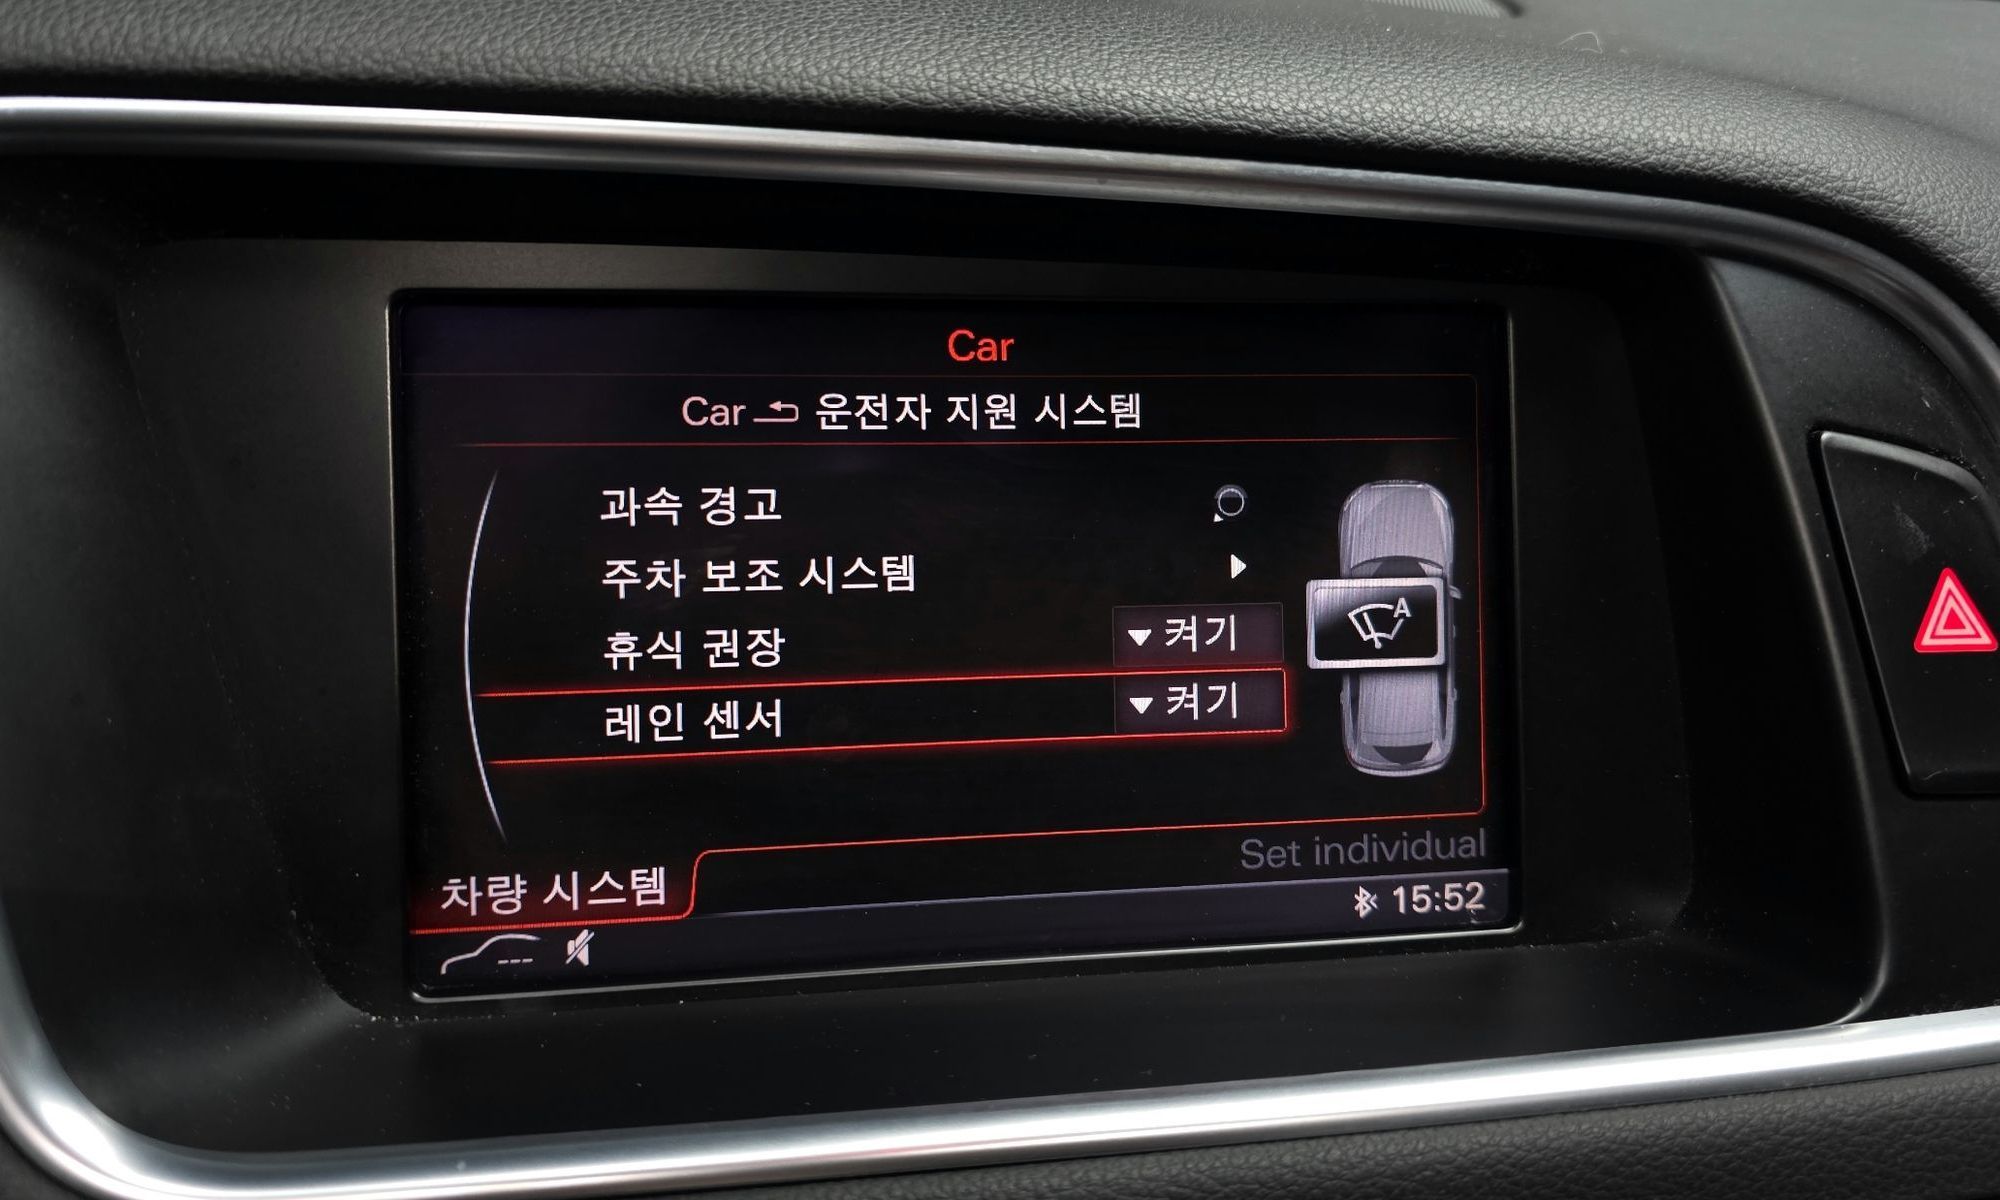 Car
Car 운전자 지원 시스템
과속 경고
주차 보조 시스템
휴식 권장 켜기
레인 센서 켜기
A
Set individual
차량 시스템
15:52
---